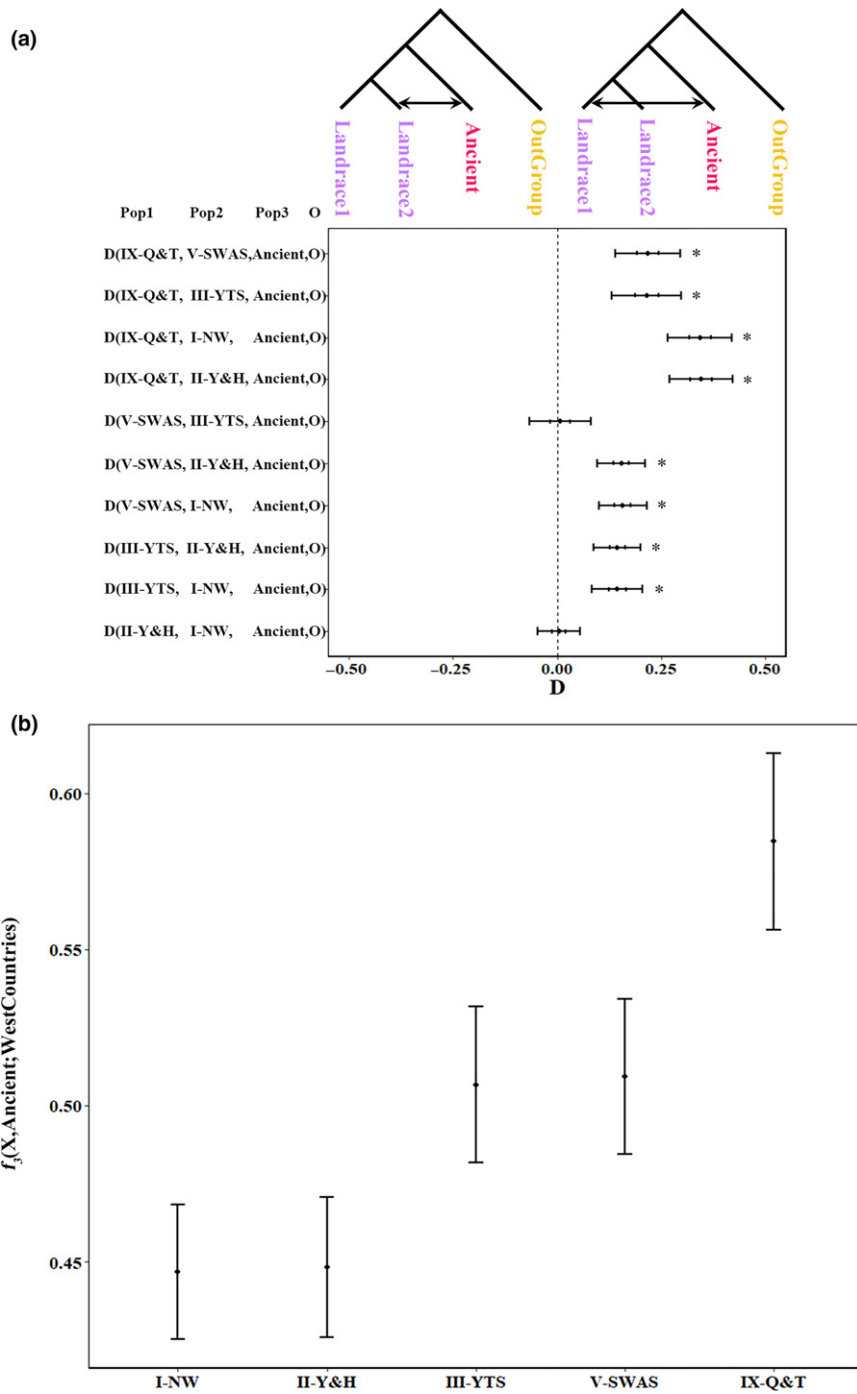 (a)
Landrace1 Landrace2 Ancient OutGroup Landrace1 Landrace2 Ancient OutGroup
Pop1 Pop2 Pop3 O
D(IX-Q&T, V-SWAS,Ancient,O) *
D(IX-Q&T, III-YTS, Ancient,O) *
D(IX-Q&T, I-NW, Ancient,O) *
D(IX-Q&T, II-Y&H, Ancient,O) *
D(V-SWAS, III-YTS, Ancient,O)
D(V-SWAS, II-Y&H, Ancient,O) *
D(V-SWAS, I-NW, Ancient,O) *
D(III-YTS, II-Y&H, Ancient,O) *
D(III-YTS, I-NW, Ancient,O) *
D(II-Y&H, I-NW, Ancient,O)
−0.50 −0.25 0.00 0.25 0.50
D
(b)
f3(X,Ancient;WestCountries)
0.60
0.55
0.50
0.45
I-NW II-Y&H III-YTS V-SWAS IX-Q&T